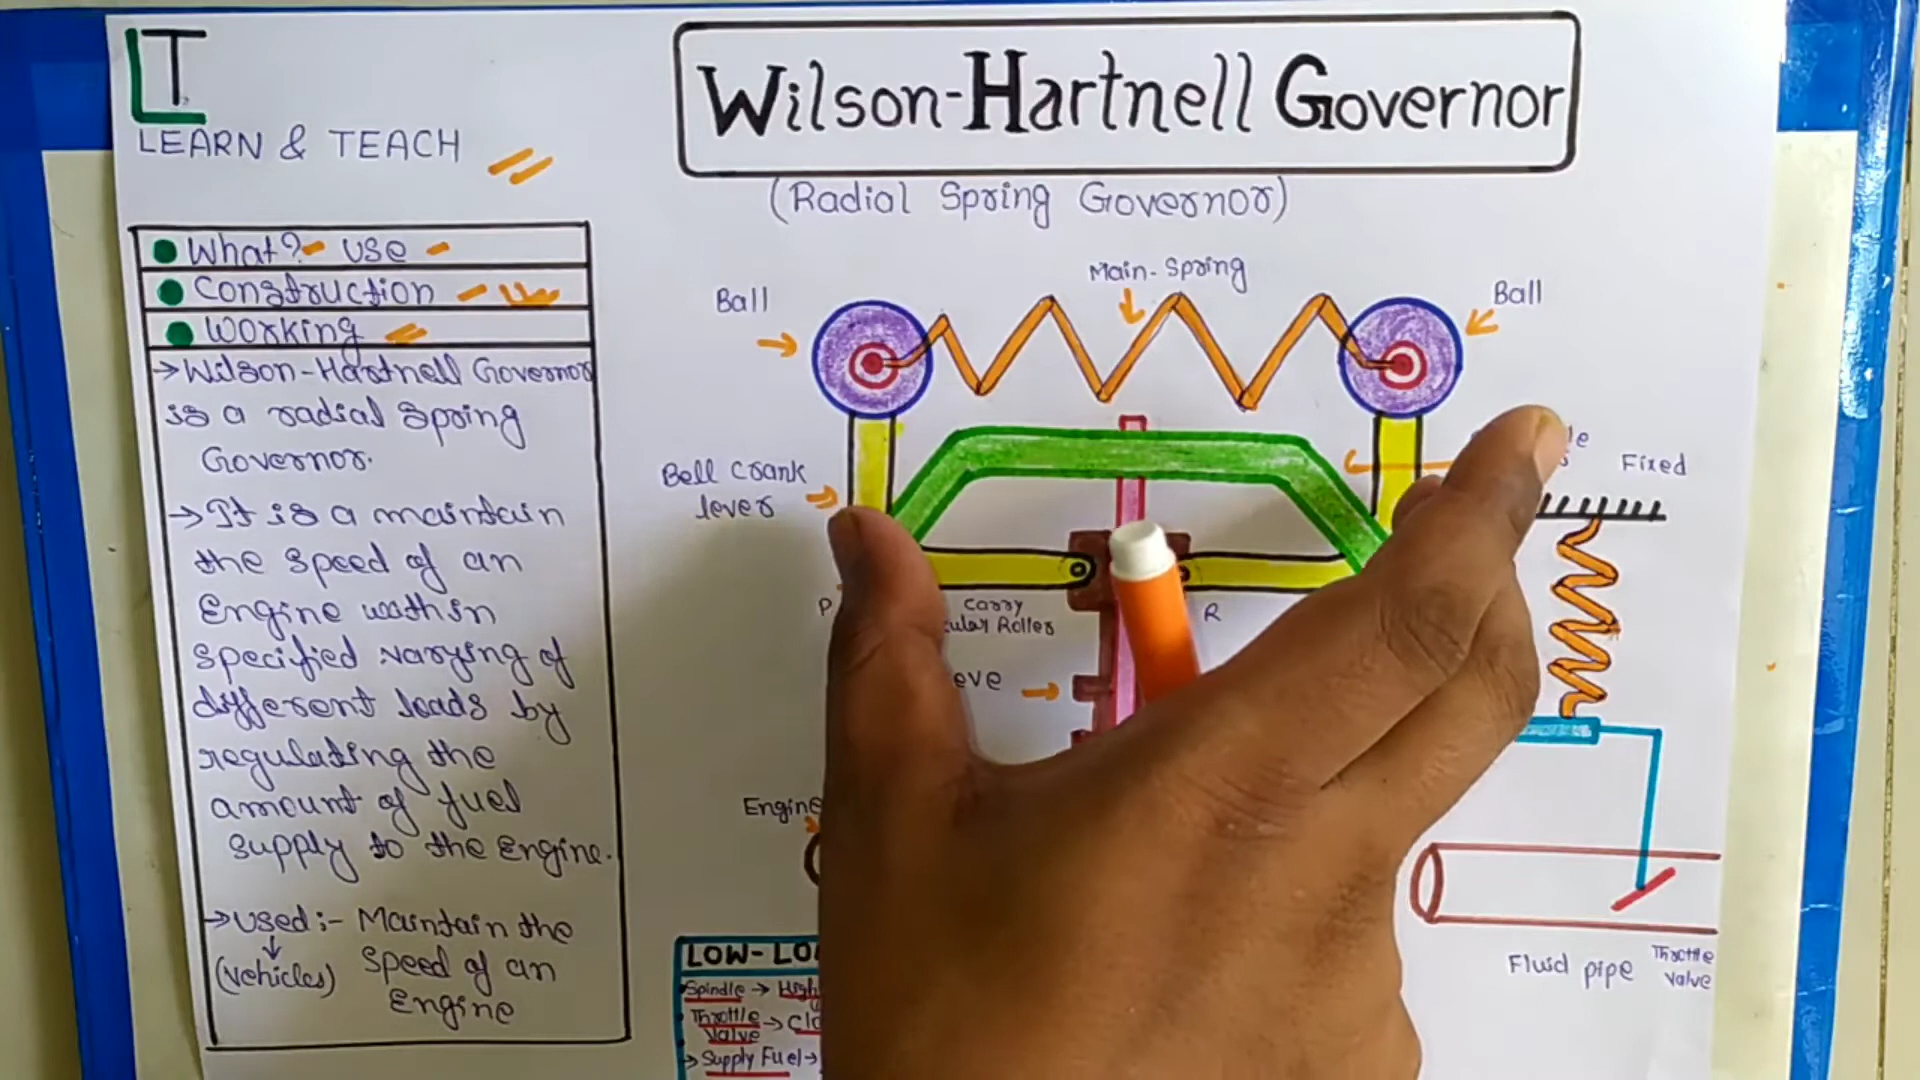 LT
LEARN & TEACH
Wilson-Hartnell Governor
(Radial Spring Governor)
What? Use
Construction
Working
→Wilson-Hartnell Governor
is a radial Spring
Governor.
→It is a maintain
the speed of an
Engine within
specified varying of
different loads by
regulating the
amount of fuel
supply to the Engine.
→Used:- Maintain the
(vehicles) speed of an
Engine
Main-Spring
Ball
Ball
Bell Crank
lever
Fixed
P
Carry
R
Roller
Engine
Fluid pipe
Throttle
valve
LOW-
Spindle → High
Throttle
Valve →
→ Supply Fuel→